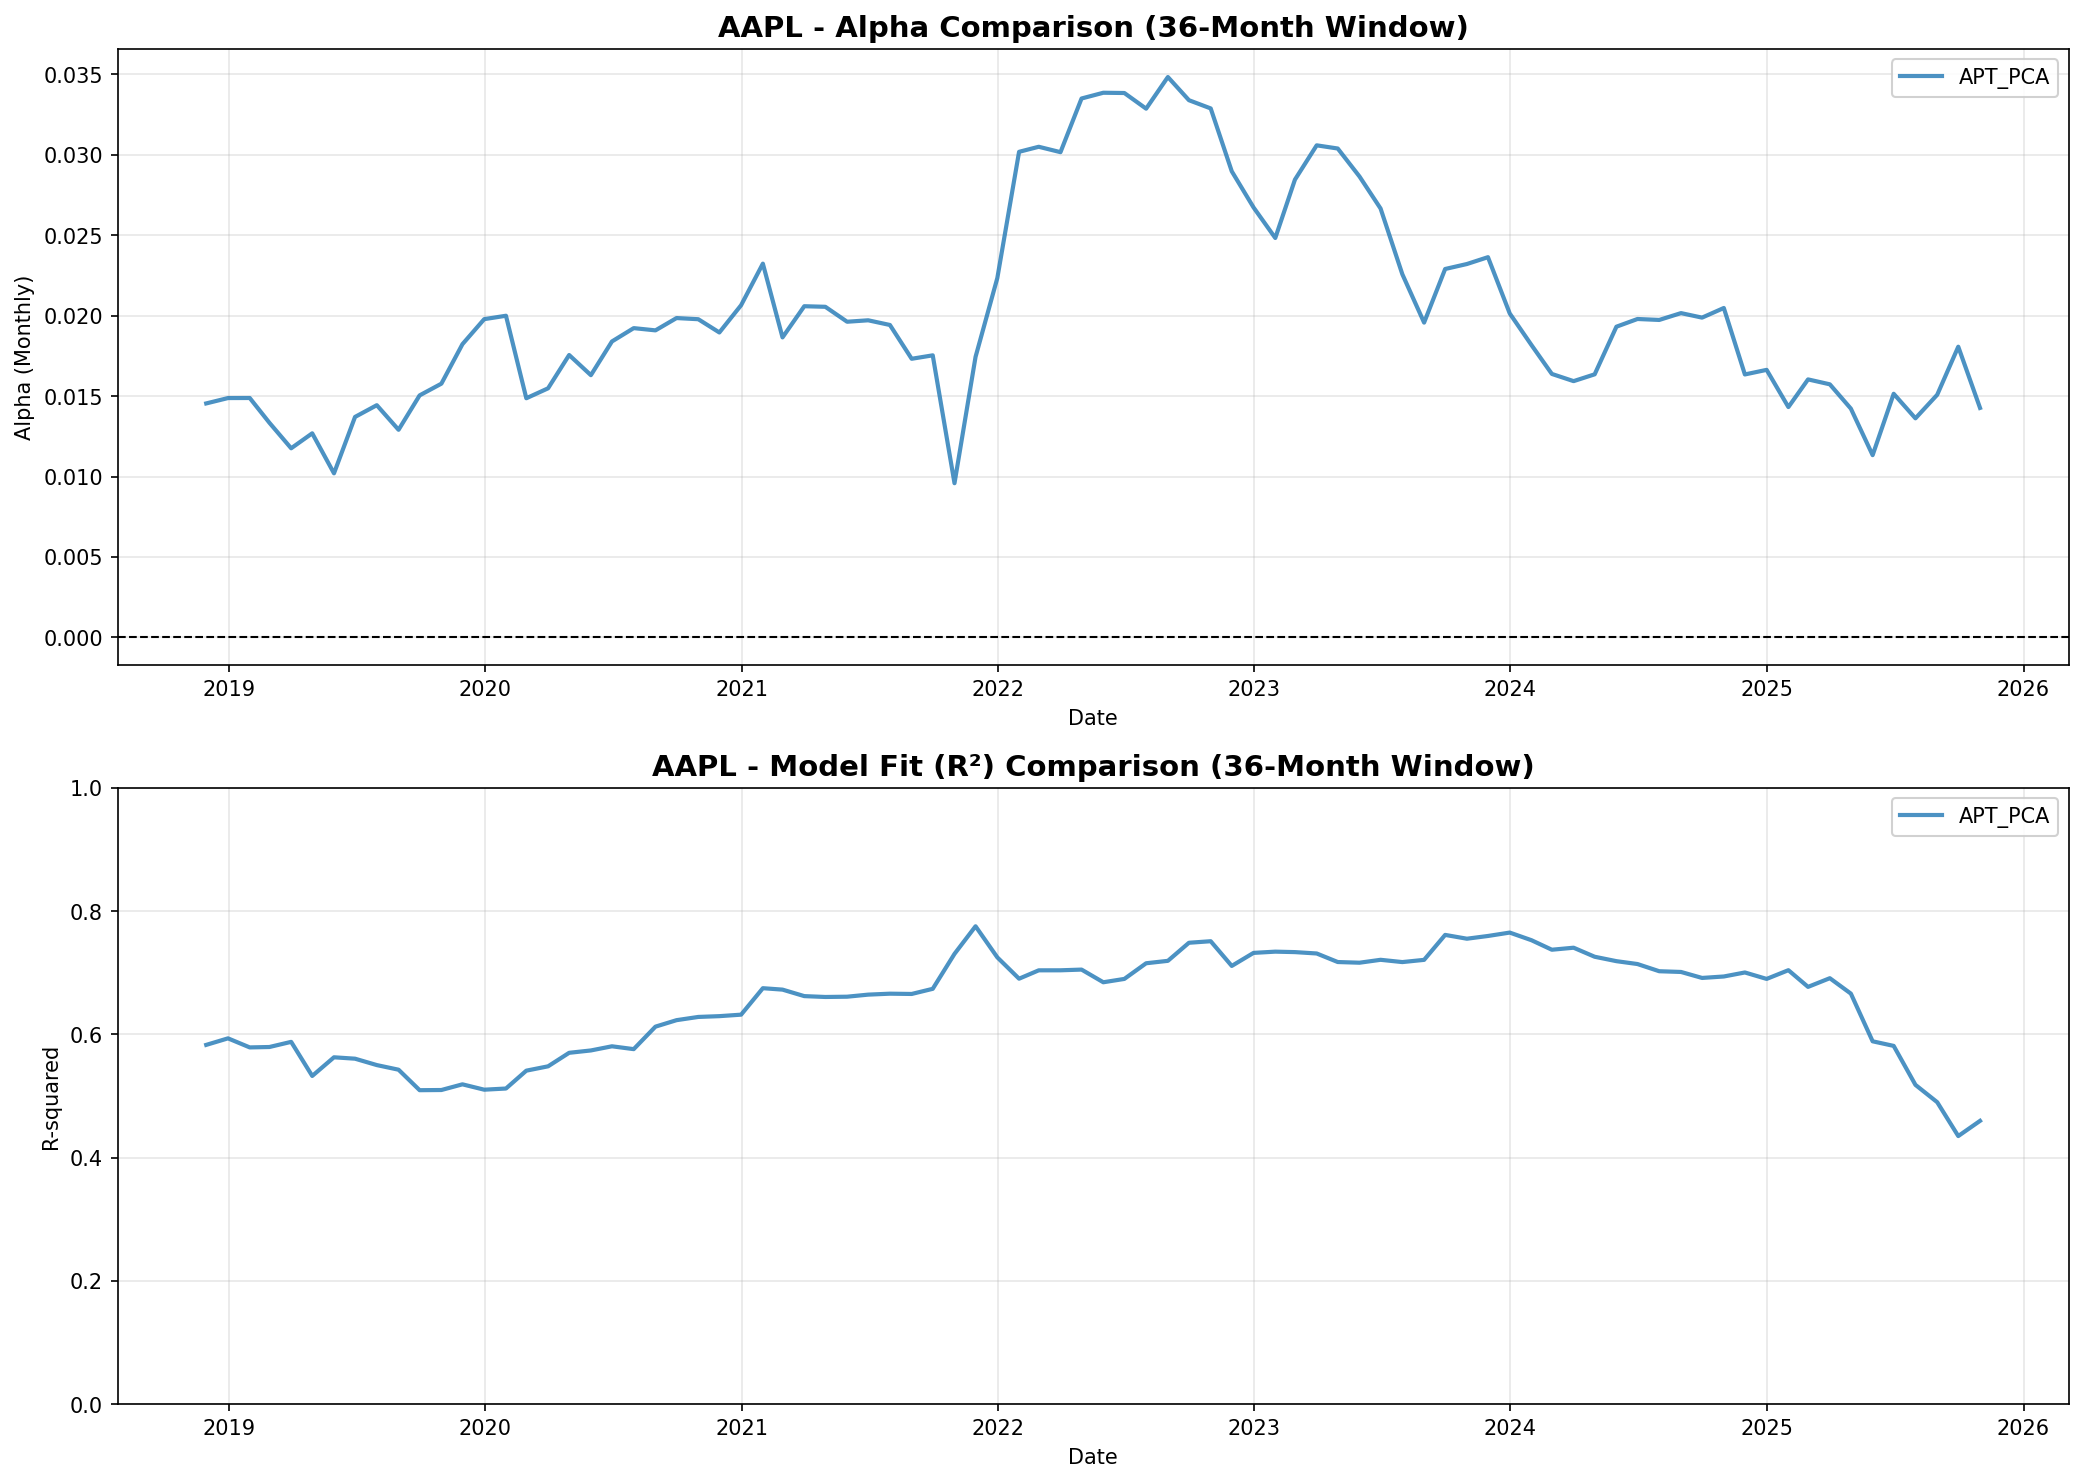 AAPL - Alpha Comparison (36-Month Window)
APT_PCA
0.035
0.030
0.025
0.020
0.015
0.010
0.005
0.000
Alpha (Monthly)
2019 2020 2021 2022 2023 2024 2025 2026
Date
AAPL - Model Fit (R²) Comparison (36-Month Window)
APT_PCA
1.0
0.8
0.6
0.4
0.2
0.0
R-squared
2019 2020 2021 2022 2023 2024 2025 2026
Date